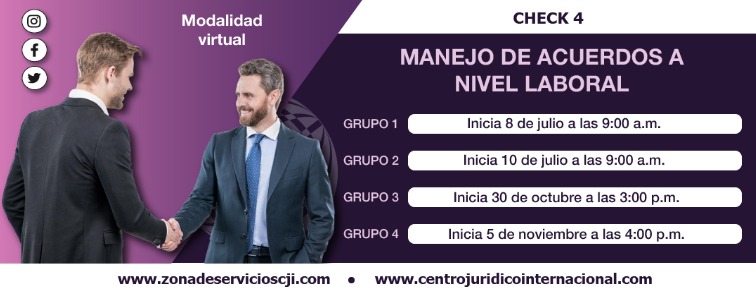 Modalidad
virtual
CHECK 4
MANEJO DE ACUERDOS A
NIVEL LABORAL
GRUPO 1 Inicia 8 de julio a las 9:00 a.m.
GRUPO 2 Inicia 10 de julio a las 9:00 a.m.
GRUPO 3 Inicia 30 de octubre a las 3:00 p.m.
GRUPO 4 Inicia 5 de noviembre a las 4:00 p.m.
www.zonadeservicioscji.com • www.centrojuridicointernacional.com